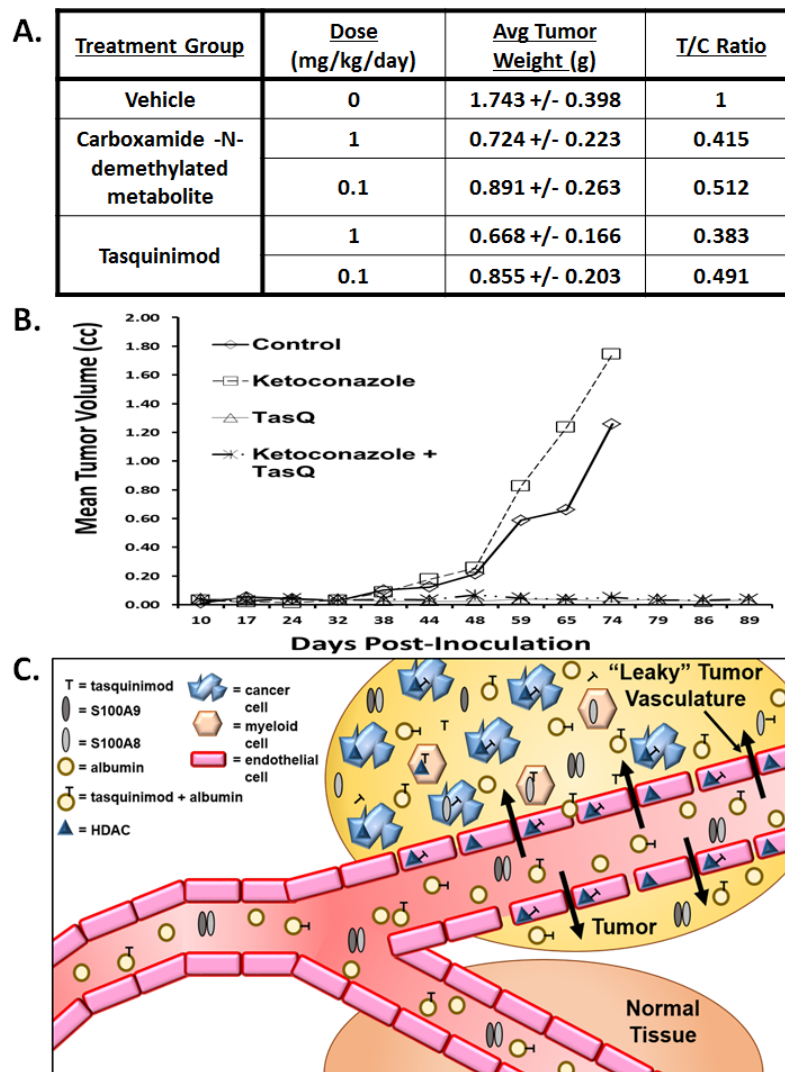 A.
Treatment Group
Dose
(mg/kg/day)
Avg Tumor
Weight (g)
T/C Ratio
Vehicle
0
1.743 +/- 0.398
1
Carboxamide -N-
demethylated
metabolite
1
0.724 +/- 0.223
0.415
0.1
0.891 +/- 0.263
0.512
Tasquinimod
1
0.668 +/- 0.166
0.383
0.1
0.855 +/- 0.203
0.491
B.
Mean Tumor Volume (cc)
2.00
1.80
1.60
1.40
1.20
1.00
0.80
0.60
0.40
0.20
0.00
Control
Ketoconazole
TasQ
Ketoconazole +
TasQ
10 17 24 32 38 44 48 59 65 74 79 86 89
Days Post-Inoculation
C.
T = tasquinimod
= S100A9
= S100A8
= albumin
= tasquinimod + albumin
= HDAC
= cancer
cell
= myeloid
cell
= endothelial
cell
"Leaky" Tumor
Vasculature
Tumor
Normal
Tissue